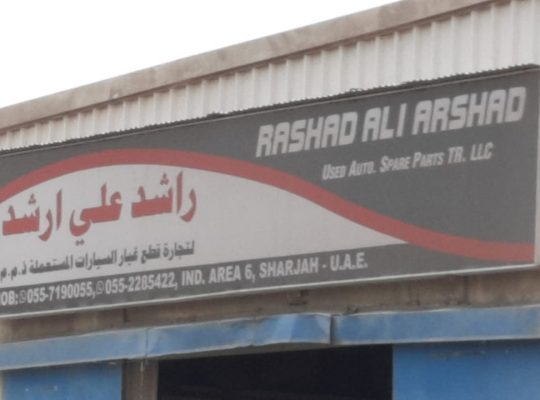 RASHAD ALI ARSHAD
USED AUTO. SPARE PARTS TR. LLC
راشد علي ارشد
لتجارة قطع غيار السيارات المستعملة ذ.م.م
MOB: 055-7190055, 055-2285422, IND. AREA 6, SHARJAH - U.A.E.